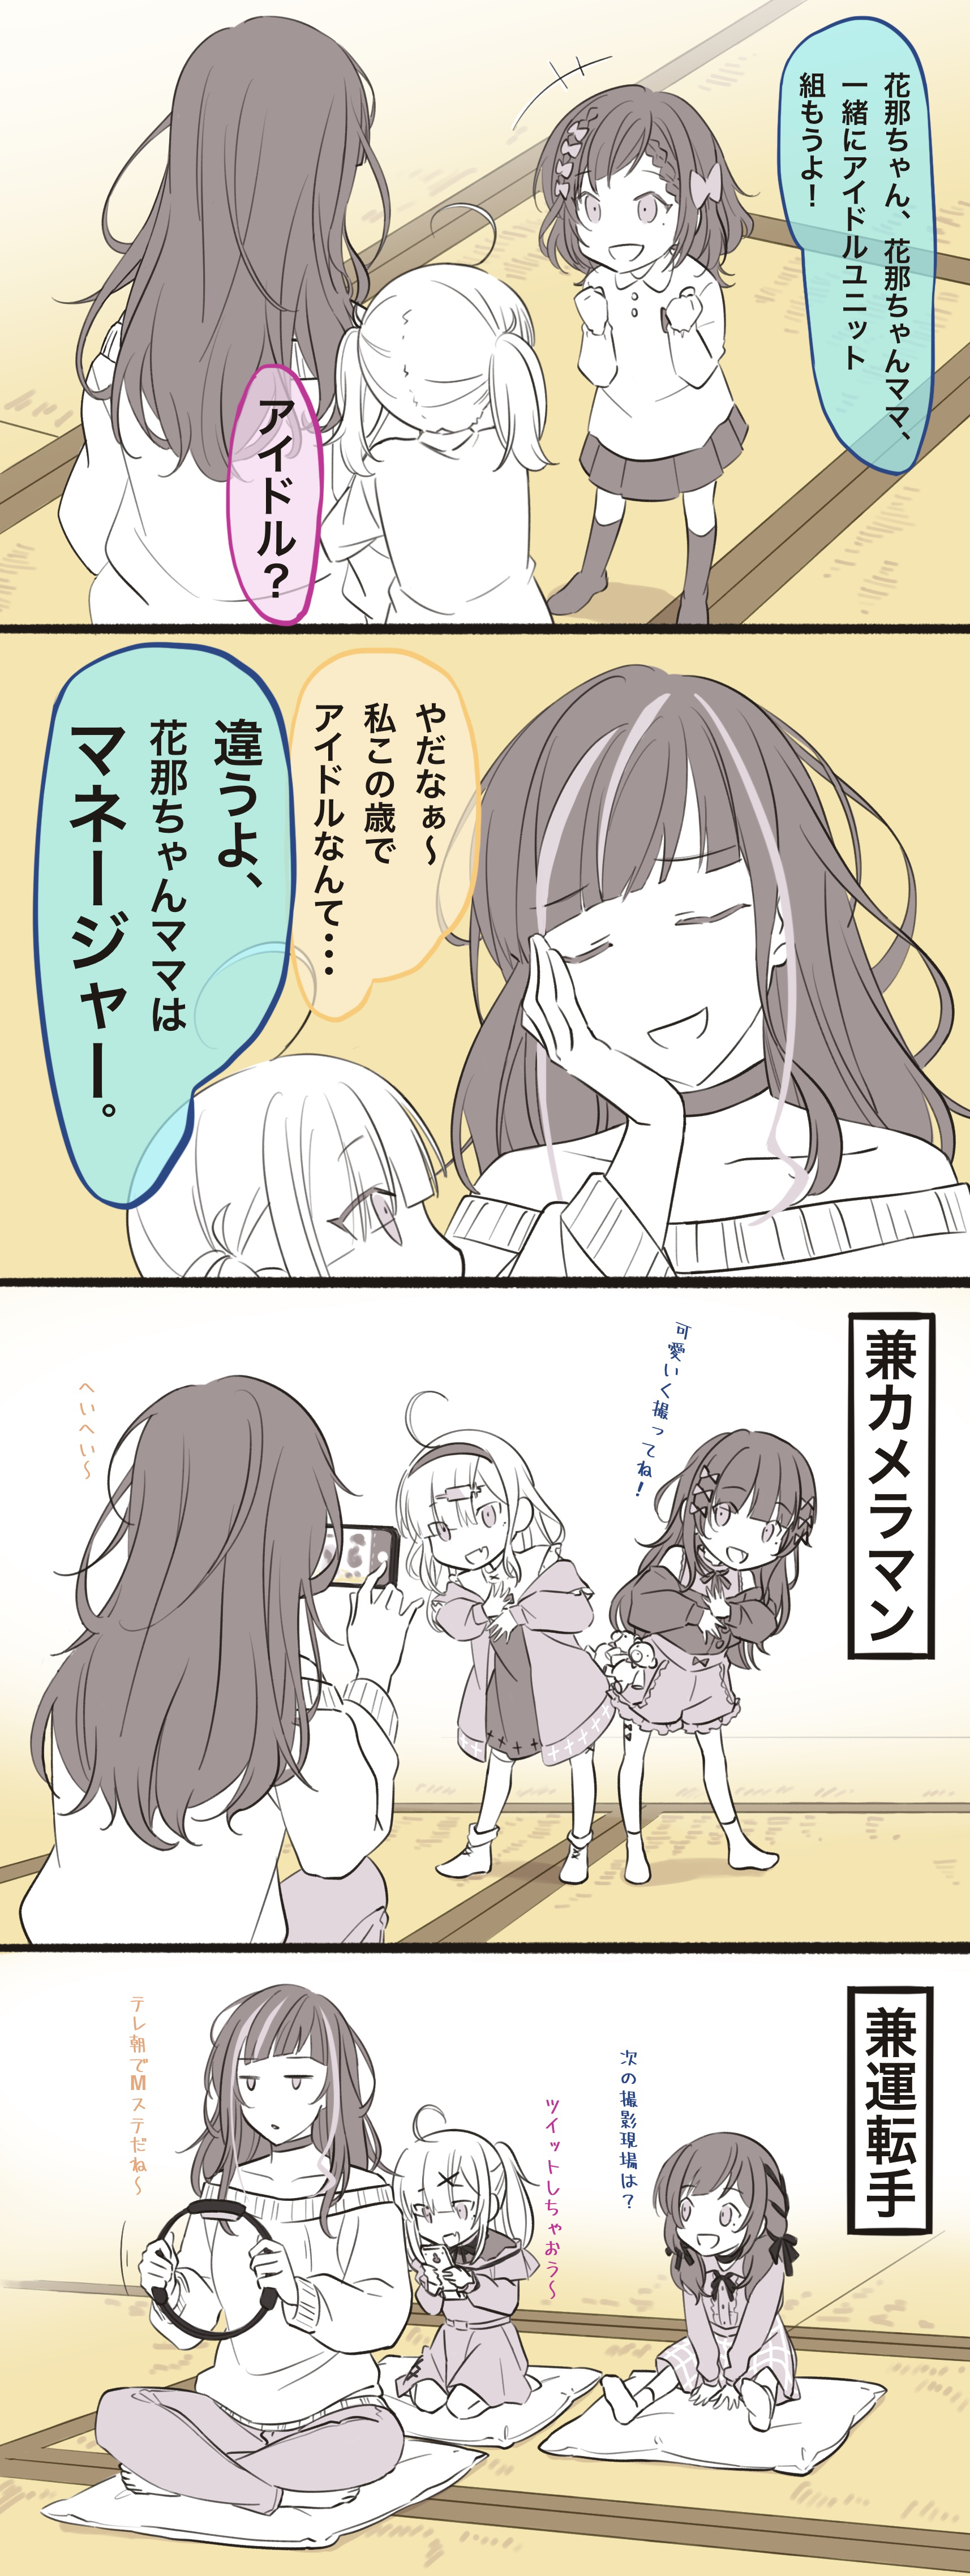 花那ちゃん、花那ちゃんママ、
一緒にアイドルユニット
組もうよ！
アイドル？
やだなぁ〜
私この歳で
アイドルなんて・・・
違うよ、
花那ちゃんママは
マネージャー。
兼カメラマン
可愛いく撮ってね！
へいへい〜
兼運転手
次の撮影現場は？
ツイットしちゃおう〜
テレ朝でMステだね〜